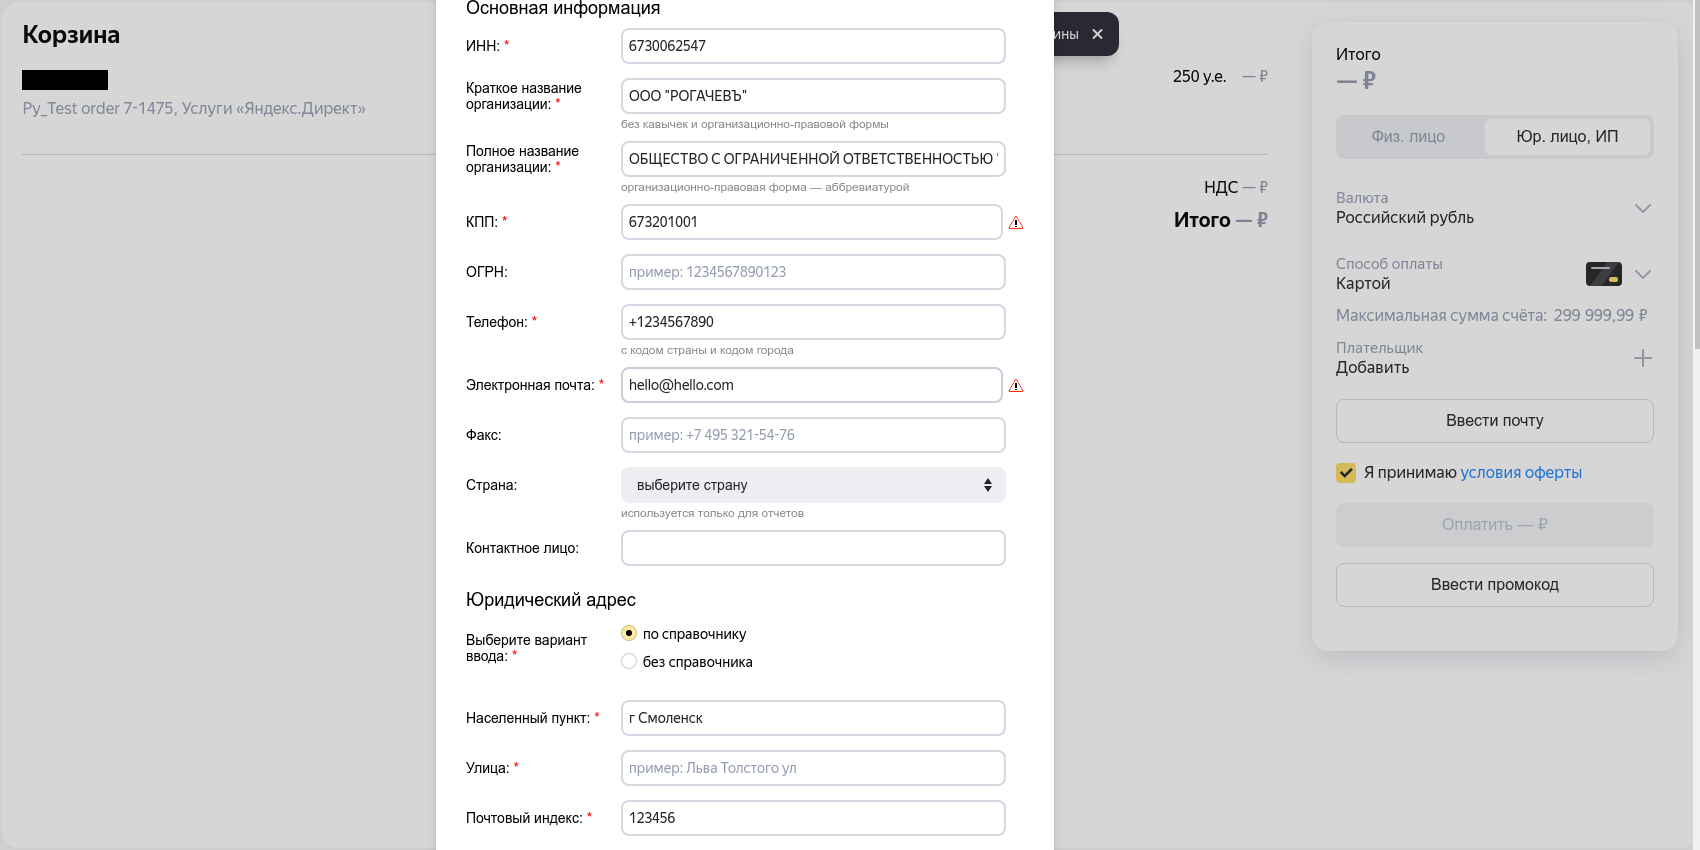 Корзина
Py_Test order 7-1475, Услуги «Яндекс.Директ»
250 у.е. — ₽
НДС — ₽
Итого — ₽
ины
Основная информация
ИНН: * 6730062547
Краткое название организации: * ООО "РОГАЧЕВЪ"
без кавычек и организационно-правовой формы
Полное название организации: * ОБЩЕСТВО С ОГРАНИЧЕННОЙ ОТВЕТСТВЕННОСТЬЮ "
организационно-правовая форма — аббревиатурой
КПП: * 673201001
ОГРН: пример: 1234567890123
Телефон: * +1234567890
с кодом страны и кодом города
Электронная почта: * hello@hello.com
Факс: пример: +7 495 321-54-76
Страна: выберите страну
используется только для отчетов
Контактное лицо:
Юридический адрес
Выберите вариант ввода: * по справочнику
без справочника
Населенный пункт: * г Смоленск
Улица: * пример: Льва Толстого ул
Почтовый индекс: * 123456
Итого
— ₽
Физ. лицо Юр. лицо, ИП
Валюта
Российский рубль
Способ оплаты
Картой
Максимальная сумма счёта: 299 999,99 ₽
Плательщик
Добавить
Ввести почту
Я принимаю условия оферты
Оплатить — ₽
Ввести промокод